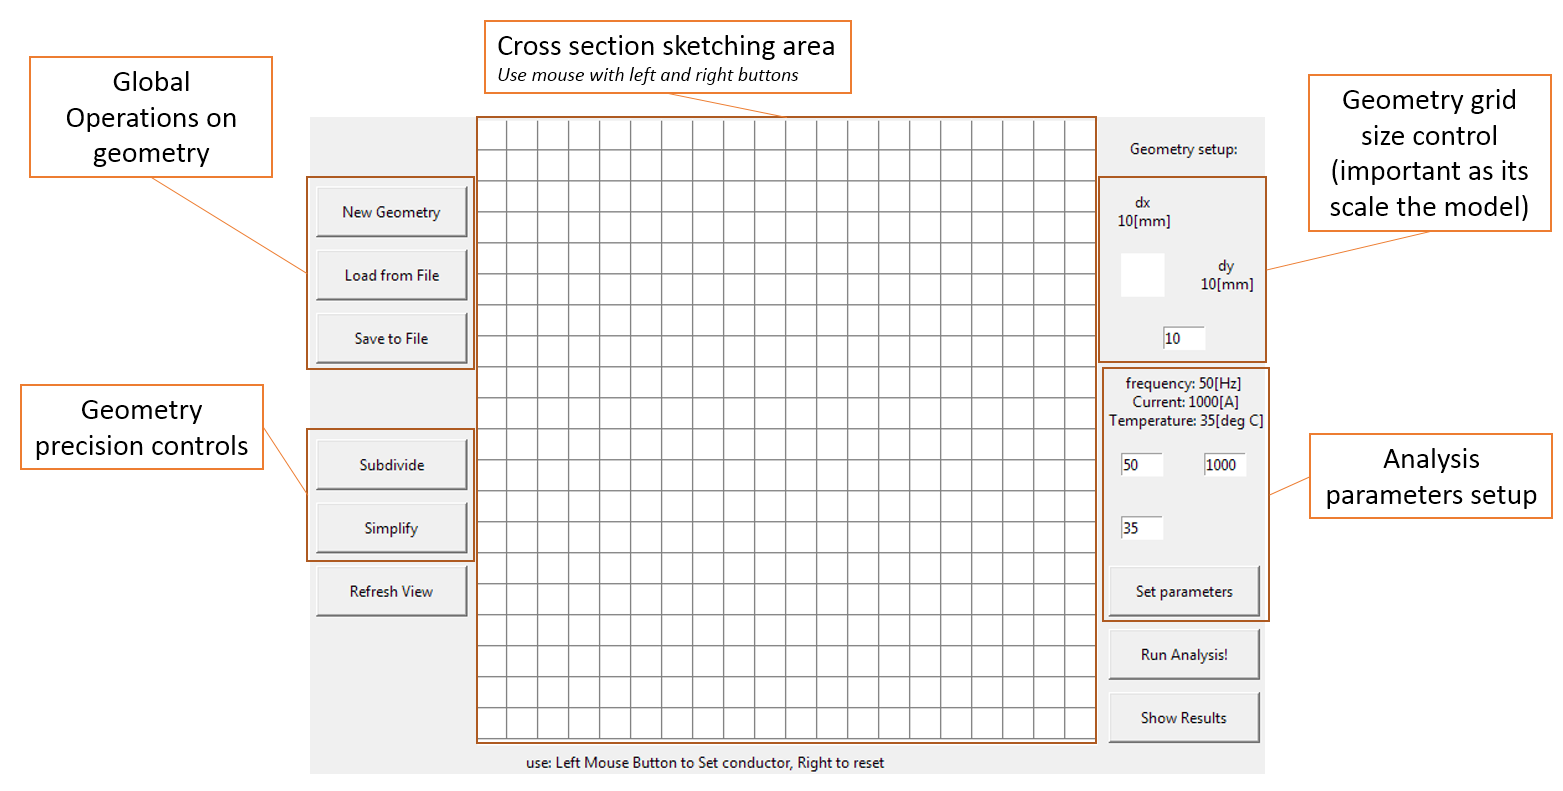 Cross section sketching area
Use mouse with left and right buttons
Global
Operations on
geometry
Geometry grid
size control
(important as its
scale the model)
Geometry precision controls
Analysis
parameters setup
New Geometry
Load from File
Save to File
Subdivide
Simplify
Refresh View
Geometry setup:
dx
10[mm]
dy
10[mm]
10
frequency: 50[Hz]
Current: 1000[A]
Temperature: 35[deg C]
50
1000
35
Set parameters
Run Analysis!
Show Results
use: Left Mouse Button to Set conductor, Right to reset